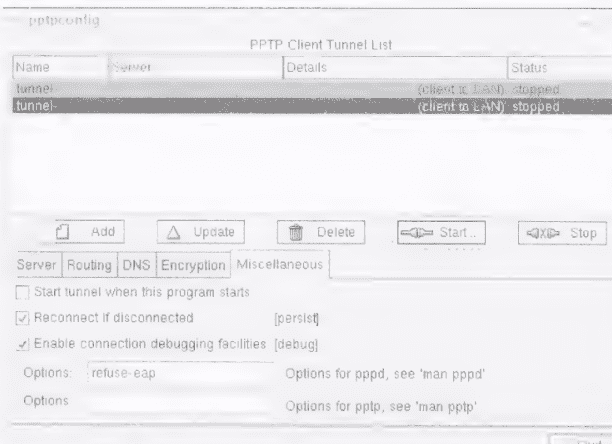 pptpconfig
PPTP Client Tunnel List
Name Server Details Status
tunnel (client to LAN) stopped
tunnel- (client to LAN) stopped
Add Update Delete Start... Stop
Server Routing DNS Encryption Miscellaneous
Start tunnel when this program starts
Reconnect if disconnected [persist]
Enable connection debugging facilities [debug]
Options: refuse-eap Options for pppd, see 'man pppd'
Options Options for pptp, see 'man pptp'